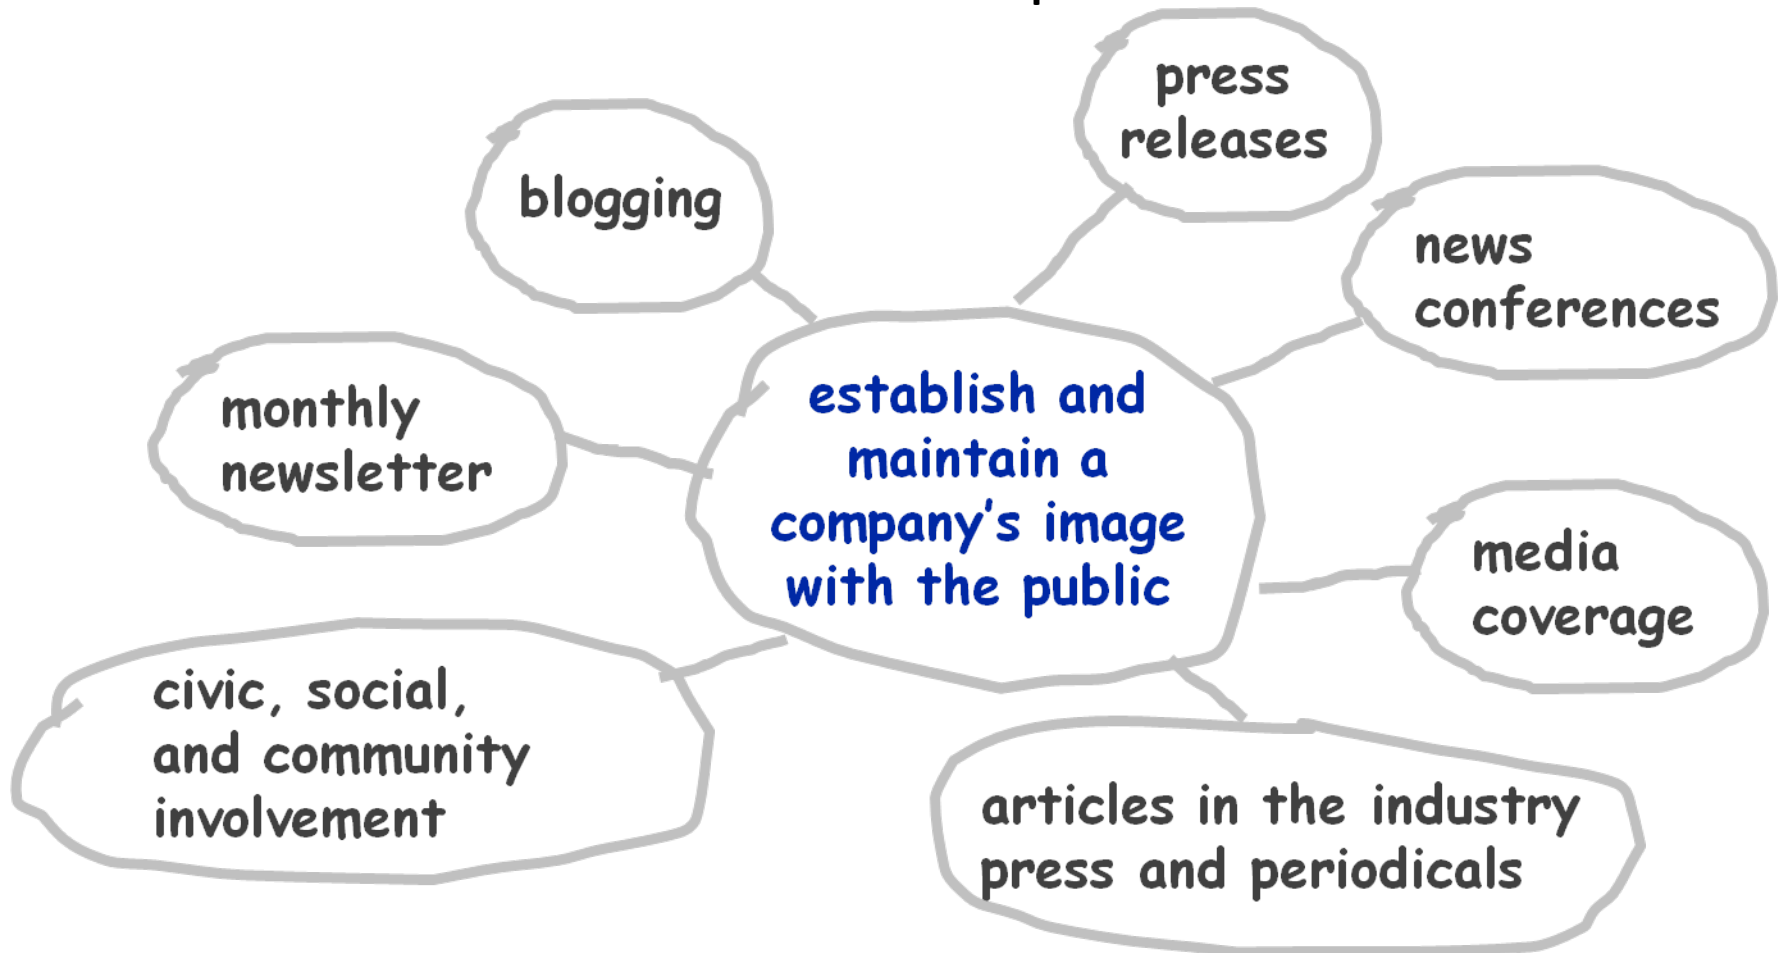 press
releases
blogging
news
conferences
establish and
maintain a
company's image
with the public
monthly
newsletter
media
coverage
civic, social,
and community
involvement
articles in the industry
press and periodicals